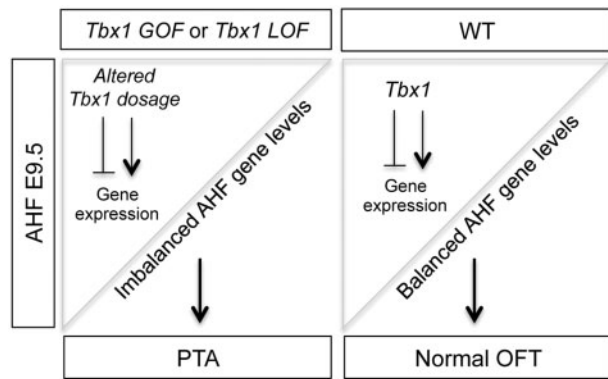 Tbx1 GOF or Tbx1 LOF
WT
AHF E9.5
Altered
Tbx1 dosage
Gene
expression
Imbalanced AHF gene levels
PTA
Tbx1
Gene
expression
Balanced AHF gene levels
Normal OFT